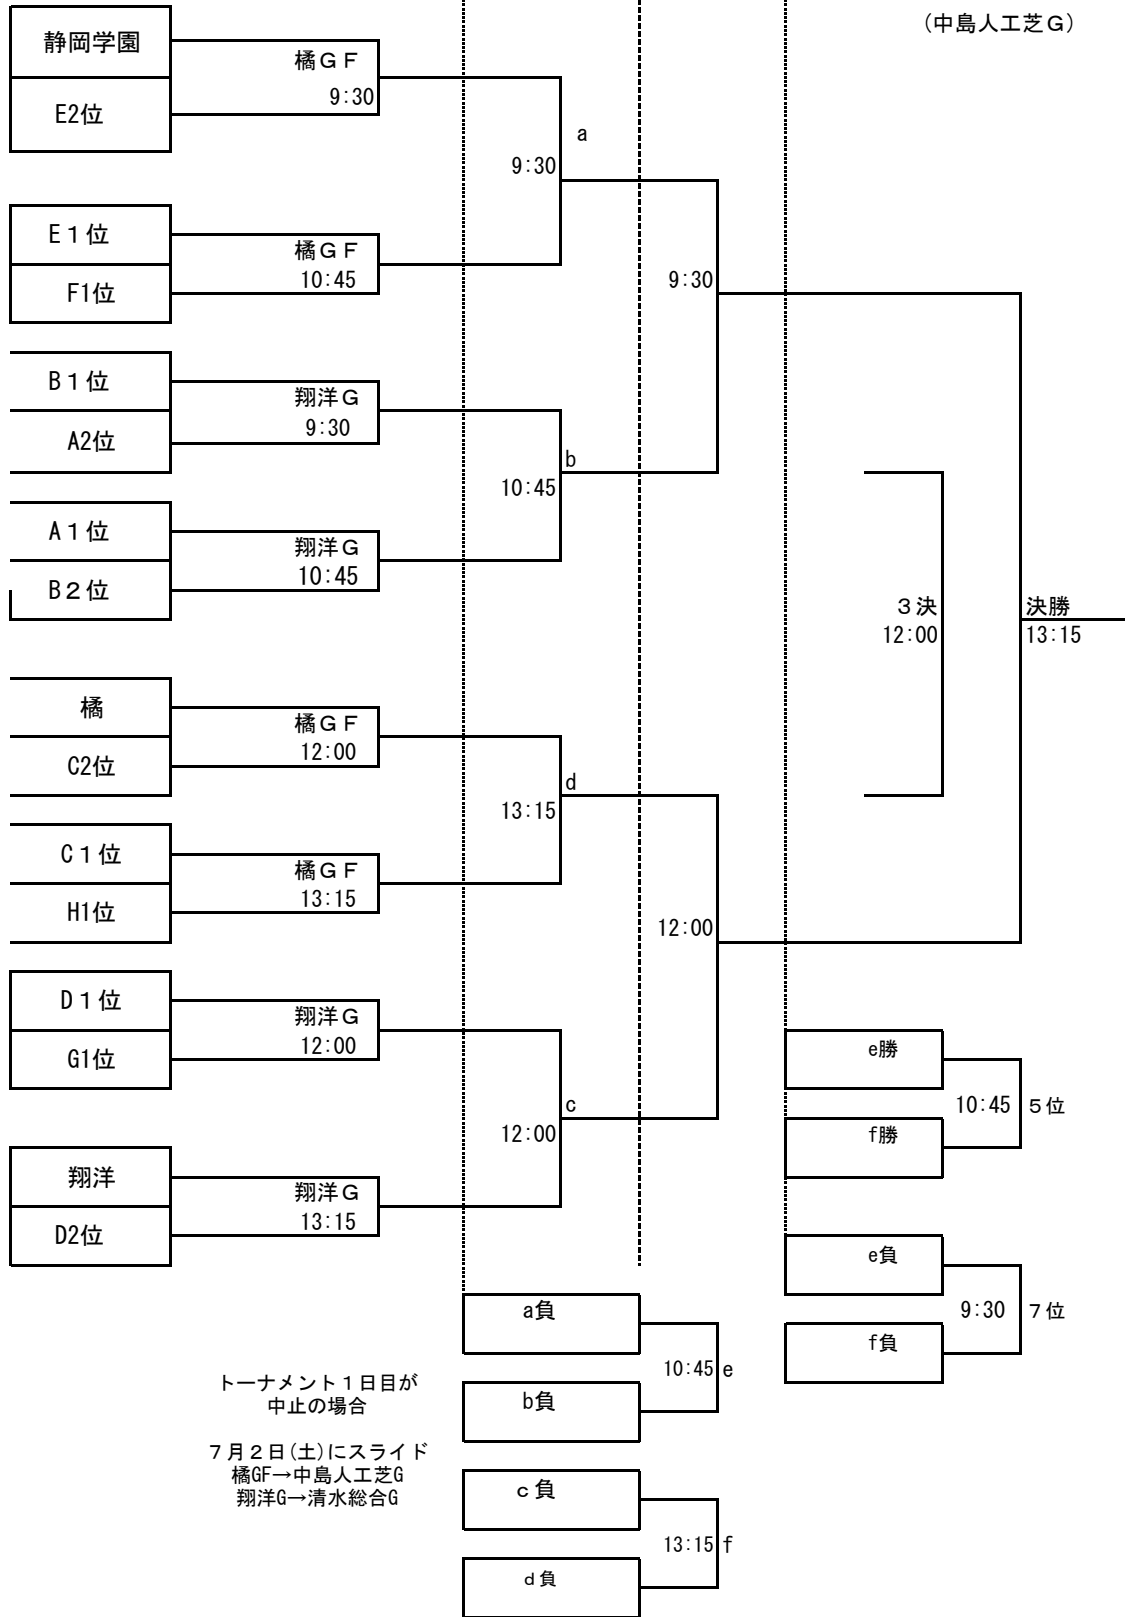 (中島人工芝Ｇ)
静岡学園
橘ＧＦ
9:30
E2位
a
9:30
Ｅ１位
橘ＧＦ
10:45
F1位
9:30
B１位
翔洋Ｇ
9:30
A2位
b
10:45
A１位
翔洋Ｇ
10:45
B２位
３決
12:00
決勝
13:15
橘
橘ＧＦ
12:00
C2位
d
13:15
C１位
橘ＧＦ
13:15
H1位
12:00
D１位
翔洋Ｇ
12:00
G1位
c
12:00
e勝
10:45
５位
f勝
翔洋
翔洋Ｇ
13:15
D2位
e負
9:30
７位
f負
a負
10:45
e
b負
トーナメント１日目が
中止の場合
７月２日(土)にスライド
橘GF→中島人工芝G
翔洋G→清水総合G
ｃ負
13:15
f
ｄ負